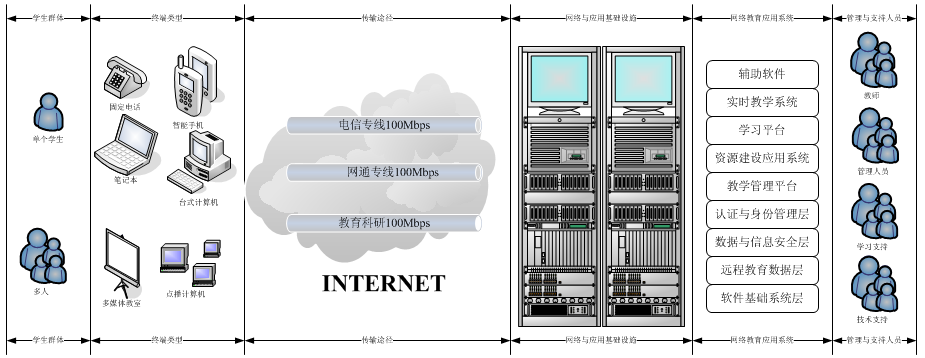 学生群体
终端类型
传输途径
网络与应用基础设施
网络教育应用系统
管理与支持人员
单个学生
多人
固定电话
智能手机
笔记本
台式计算机
多媒体教室
点播计算机
电信专线100Mbps
网通专线100Mbps
教育科研100Mbps
INTERNET
辅助软件
实时教学系统
学习平台
资源建设应用系统
教学管理平台
认证与身份管理层
数据与信息安全层
远程教育数据层
软件基础系统层
教师
管理人员
学习支持
技术支持
学生群体
终端类型
传输途径
网络与应用基础设施
网络教育应用系统
管理与支持人员